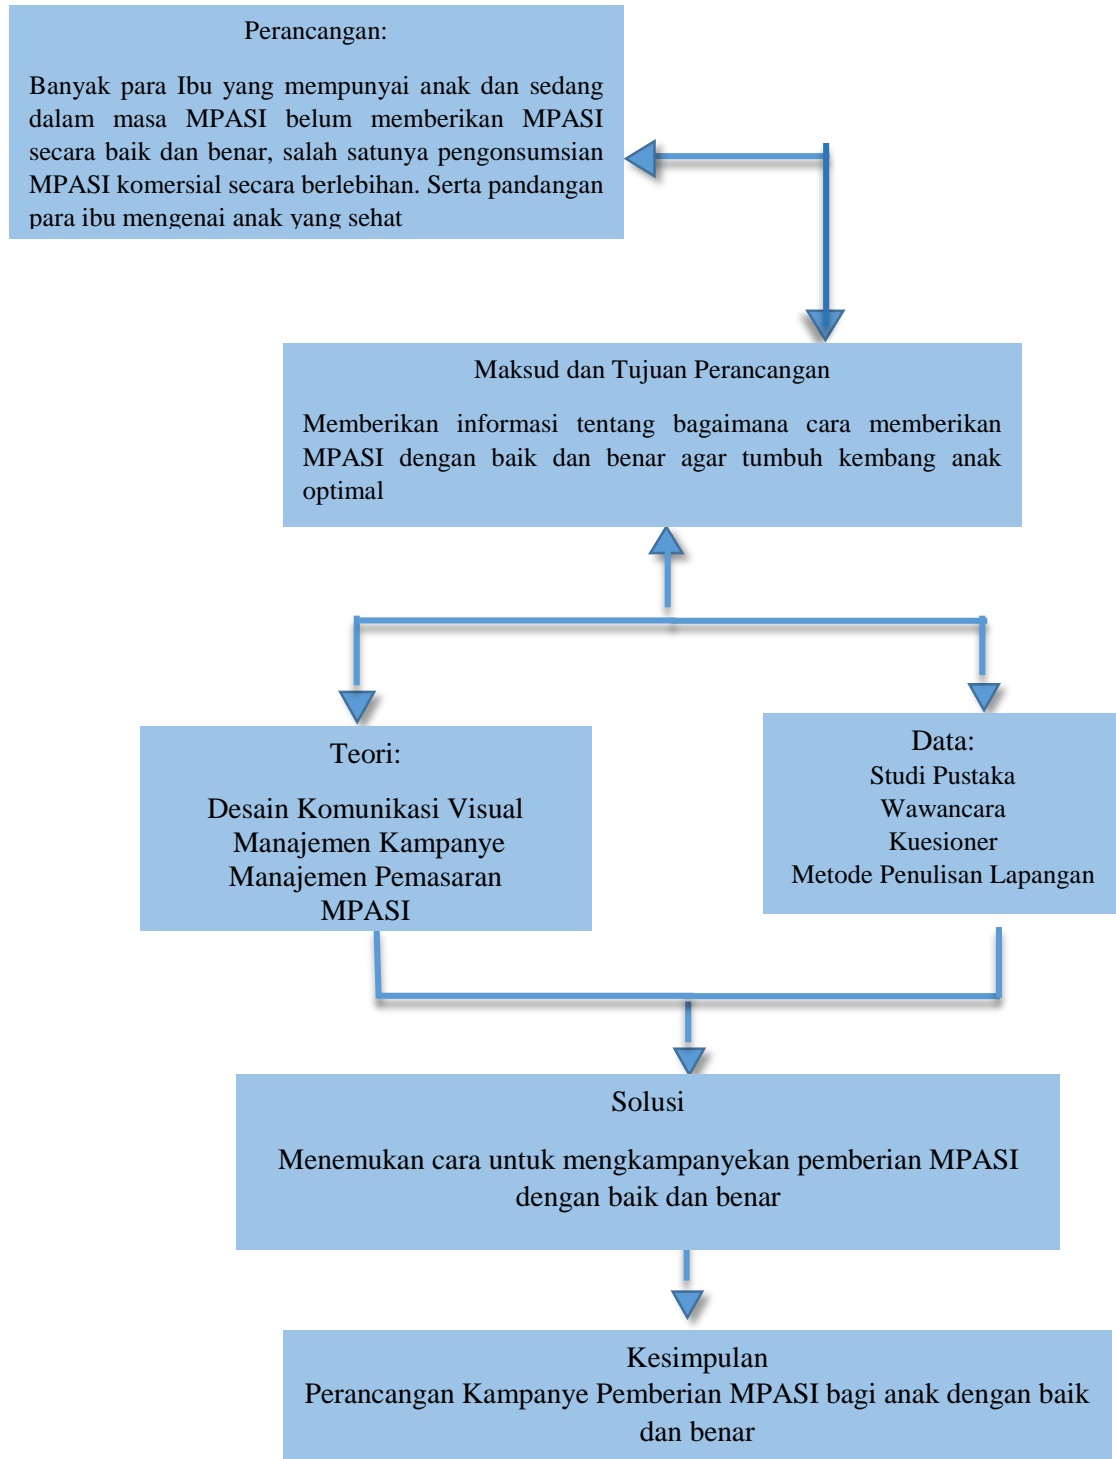 Perancangan:
Banyak para Ibu yang mempunyai anak dan sedang
dalam masa MPASI belum memberikan MPASI
secara baik dan benar, salah satunya pengonsumsian
MPASI komersial secara berlebihan. Serta pandangan
para ibu mengenai anak yang sehat
Maksud dan Tujuan Perancangan
Memberikan informasi tentang bagaimana cara memberikan
MPASI dengan baik dan benar agar tumbuh kembang anak
optimal
Teori:
Desain Komunikasi Visual
Manajemen Kampanye
Manajemen Pemasaran
MPASI
Data:
Studi Pustaka
Wawancara
Kuesioner
Metode Penulisan Lapangan
Solusi
Menemukan cara untuk mengkampanyekan pemberian MPASI
dengan baik dan benar
Kesimpulan
Perancangan Kampanye Pemberian MPASI bagi anak dengan baik
dan benar